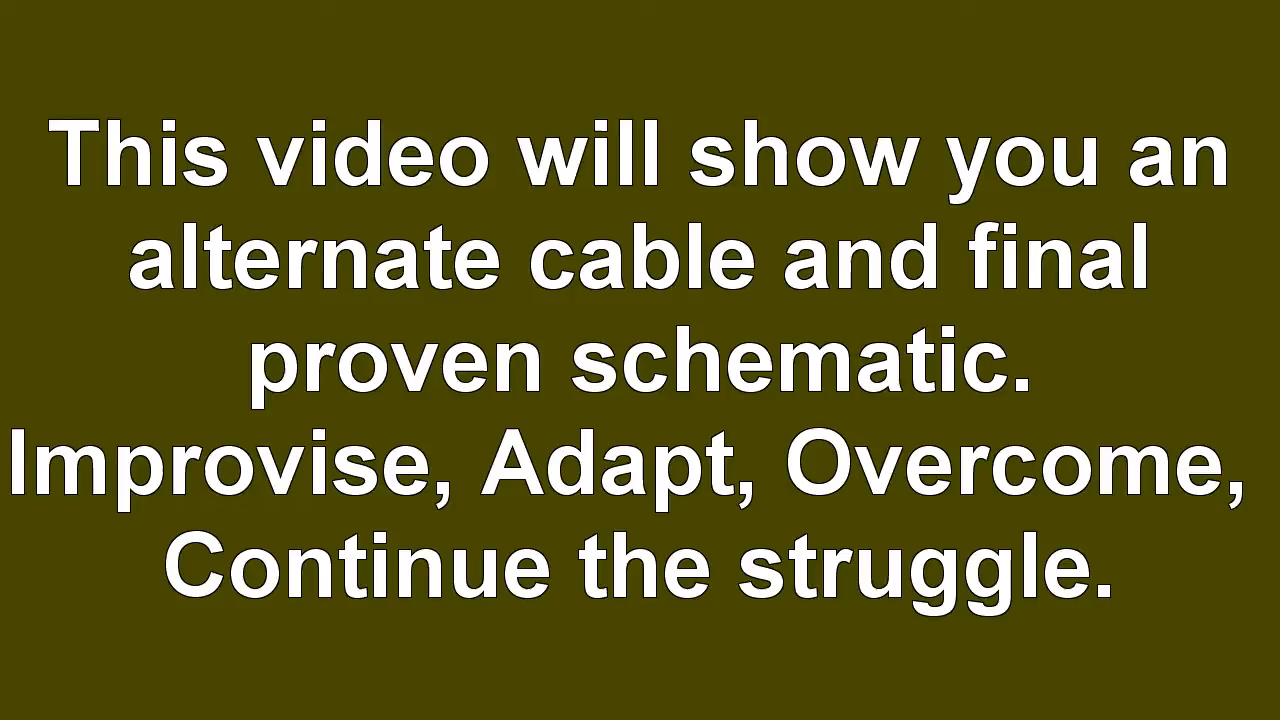 This video will show you an
alternate cable and final
proven schematic.
Improvise, Adapt, Overcome,
Continue the struggle.